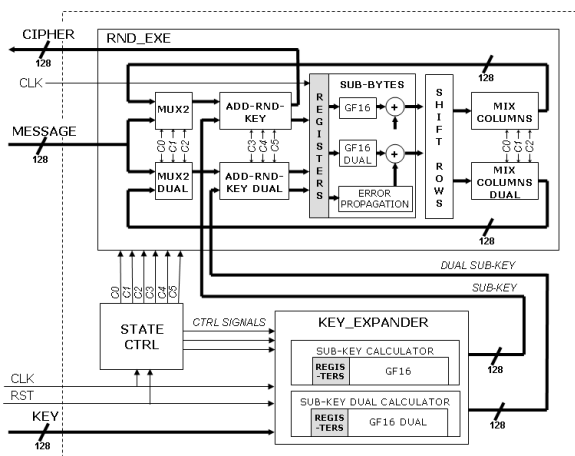 CIPHER
128
RND_EXE
128
CLK
SUB-BYTES
MUX2
ADD-RND-
KEY
REGISTERS
GF16
+
SHIFT ROWS
MIX
COLUMNS
MESSAGE
128
C0
C1
C2
C3
C4
C5
C0
C1
C2
MUX2
DUAL
ADD-RND-
KEY DUAL
GF16
DUAL
+
MIX
COLUMNS
DUAL
ERROR
PROPAGATION
128
DUAL SUB-KEY
C0
C1
C2
C3
C4
C5
SUB-KEY
STATE
CTRL
CTRL SIGNALS
KEY_EXPANDER
SUB-KEY CALCULATOR
REGIS
-TERS
GF16
128
CLK
RST
SUB-KEY DUAL CALCULATOR
REGIS
-TERS
GF16 DUAL
128
KEY
128